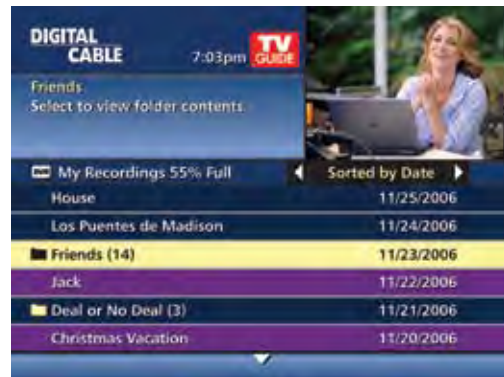 DIGITAL
CABLE
7:03pm
TV
GUIDE
Friends
Select to view folder contents.
My Recordings 55% Full
Sorted by Date
House 11/25/2006
Los Puentes de Madison 11/24/2006
Friends (14) 11/23/2006
Jack 11/22/2006
Deal or No Deal (3) 11/21/2006
Christmas Vacation 11/20/2006